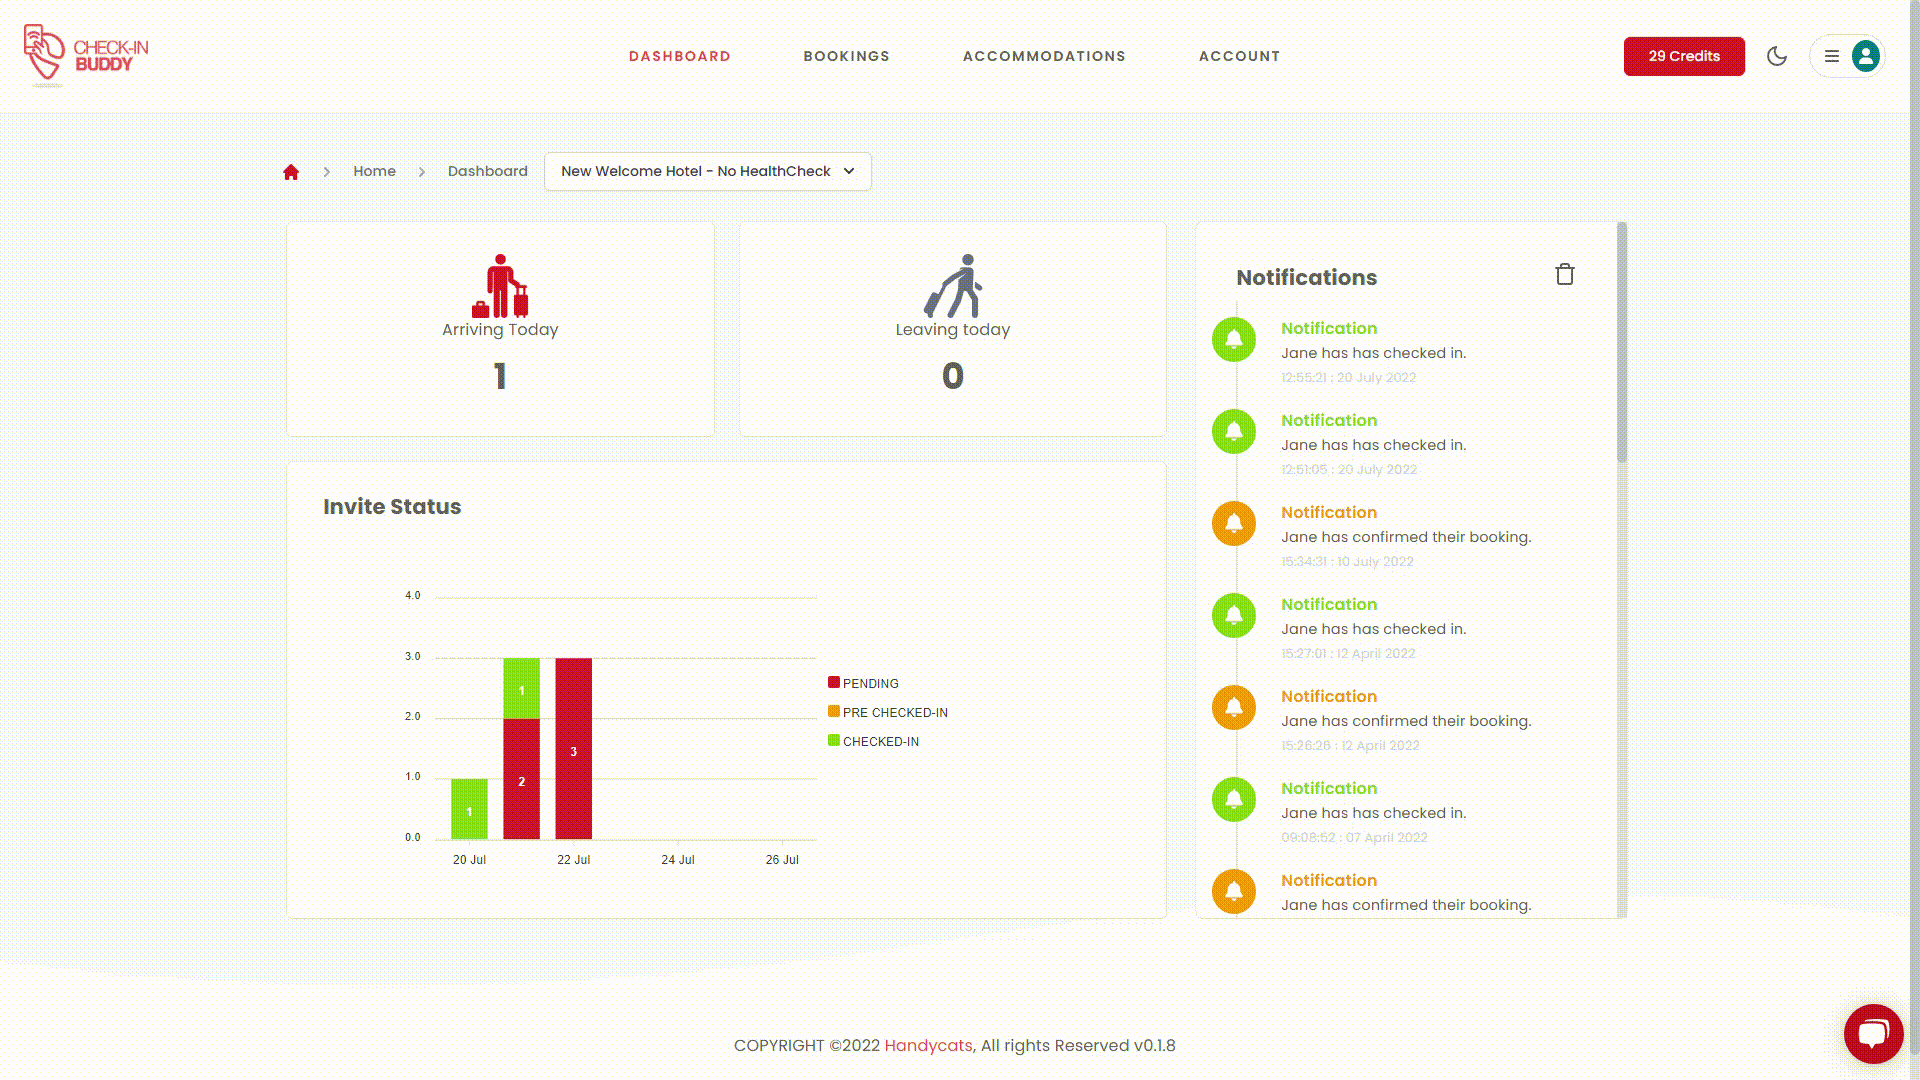 CHECK-IN
BUDDY
DASHBOARD
BOOKINGS
ACCOMMODATIONS
ACCOUNT
29 Credits
Home
Dashboard
New Welcome Hotel - No HealthCheck
Arriving Today
1
Leaving today
0
Invite Status
4.0
3.0
2.0
1.0
0.0
1
2
1
3
20 Jul
22 Jul
24 Jul
26 Jul
PENDING
PRE CHECKED-IN
CHECKED-IN
Notifications
Notification
Jane has has checked in.
12:55:21 : 20 July 2022
Notification
Jane has has checked in.
12:51:05 : 20 July 2022
Notification
Jane has confirmed their booking.
15:34:31 : 10 July 2022
Notification
Jane has has checked in.
15:27:01 : 12 April 2022
Notification
Jane has confirmed their booking.
15:26:26 : 12 April 2022
Notification
Jane has has checked in.
09:08:52 : 07 April 2022
Notification
Jane has confirmed their booking.
COPYRIGHT ©2022 Handycats, All rights Reserved v0.1.8